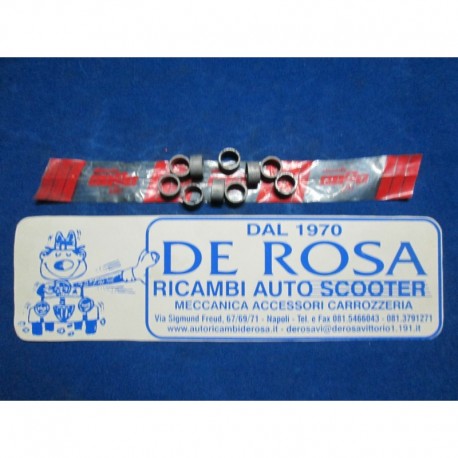 DAL 1970
DE ROSA
RICAMBI AUTO SCOOTER
MECCANICA ACCESSORI CARROZZERIA
Via Sigmund Freud, 67/69/71 - Napoli - Tel. e Fax 081.5466843 - 081.3791271
www.autoricambiderosa.it - derosavi@derosavittorio1.191.it